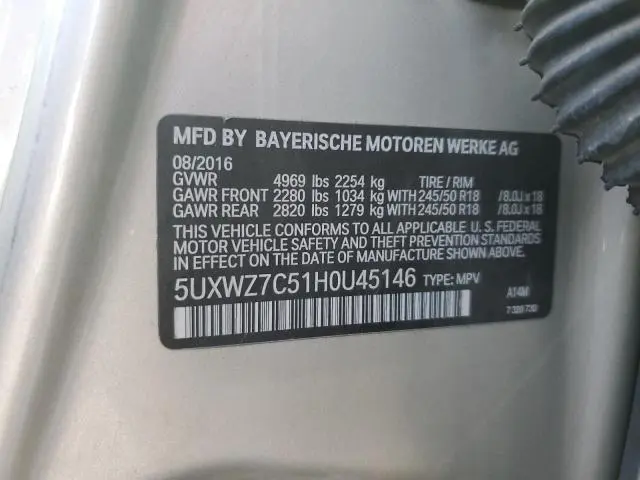 MFD BY BAYERISCHE MOTOREN WERKE AG
08/2016
GVWR 4969 lbs 2254 kg TIRE / RIM
GAWR FRONT 2280 lbs 1034 kg WITH 245/50 R18 /8.0J x 18
GAWR REAR 2820 lbs 1279 kg WITH 245/50 R18 /8.0J x 18
THIS VEHICLE CONFORMS TO ALL APPLICABLE U. S. FEDERAL
MOTOR VEHICLE SAFETY AND THEFT PREVENTION STANDARDS
IN EFFECT ON THE DATE OF MANUFACTURE SHOWN ABOVE.
5UXWZ7C51H0U45146 TYPE: MPV
A14M